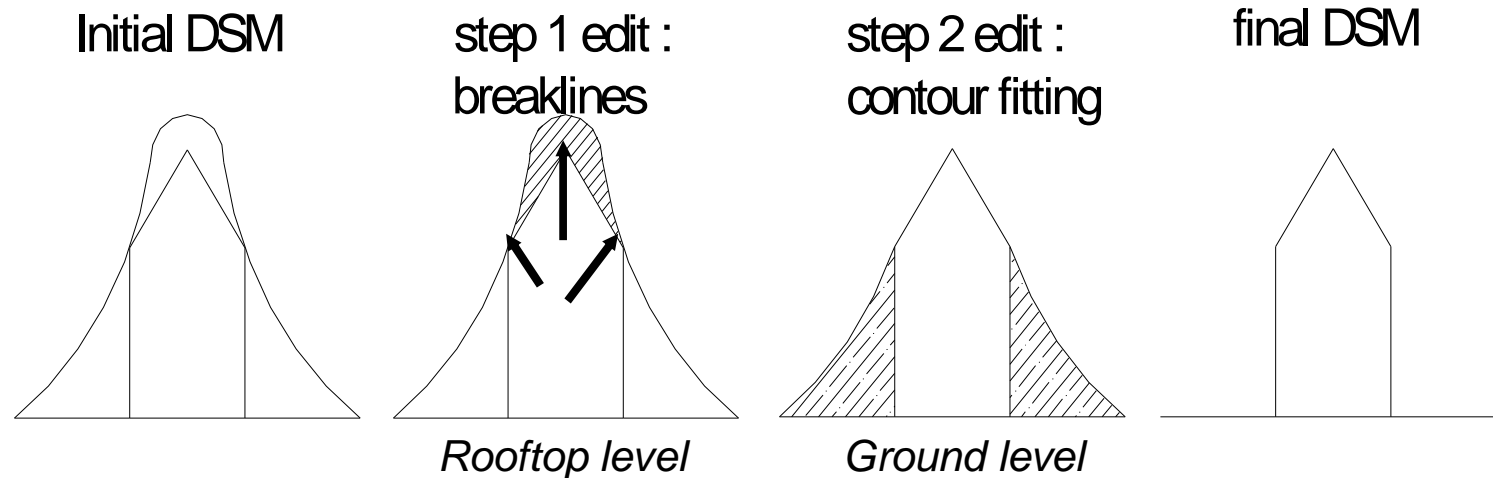 Initial DSM
step 1 edit :
breaklines
step 2 edit :
contour fitting
final DSM
Rooftop level
Ground level